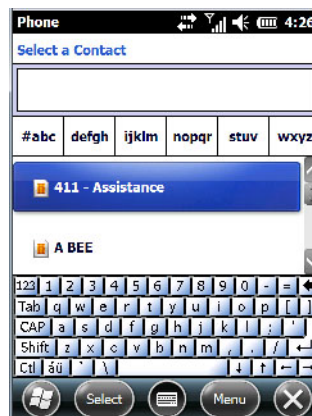 Phone 4:26
Select a Contact
#abc defgh ijklm nopqr stuv wxyz
411 - Assistance
A BEE
123 1 2 3 4 5 6 7 8 9 0 - =
Tab q w e r t y u i o p [ ]
CAP a s d f g h j k l ; '
Shift z x c v b n m , . /
Ctl áü ` \
Select Menu